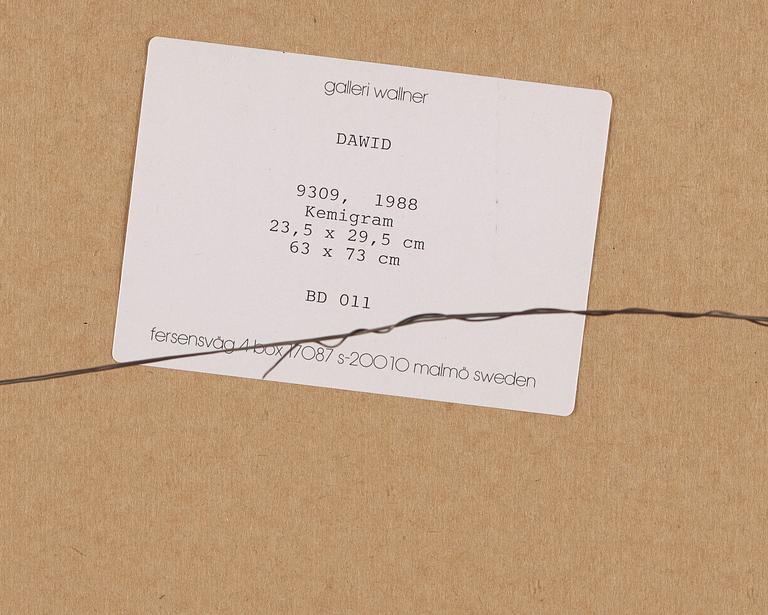 galleri wallner
DAWID
9309, 1988
Kemigram
23,5 x 29,5 cm
63 x 73 cm
BD 011
fersensväg 4 box 17087 s-200 10 malmö sweden